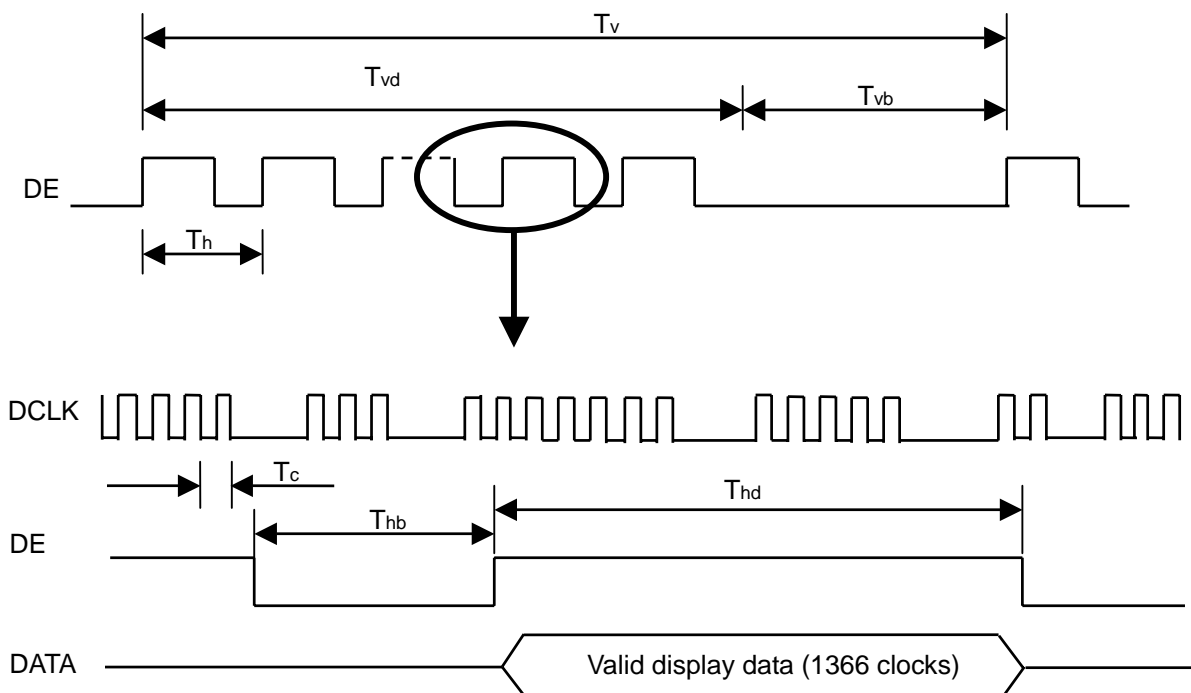 Tv
Tvd
Tvb
DE
Th
DCLK
Tc
Thd
Thb
DE
DATA
Valid display data (1366 clocks)